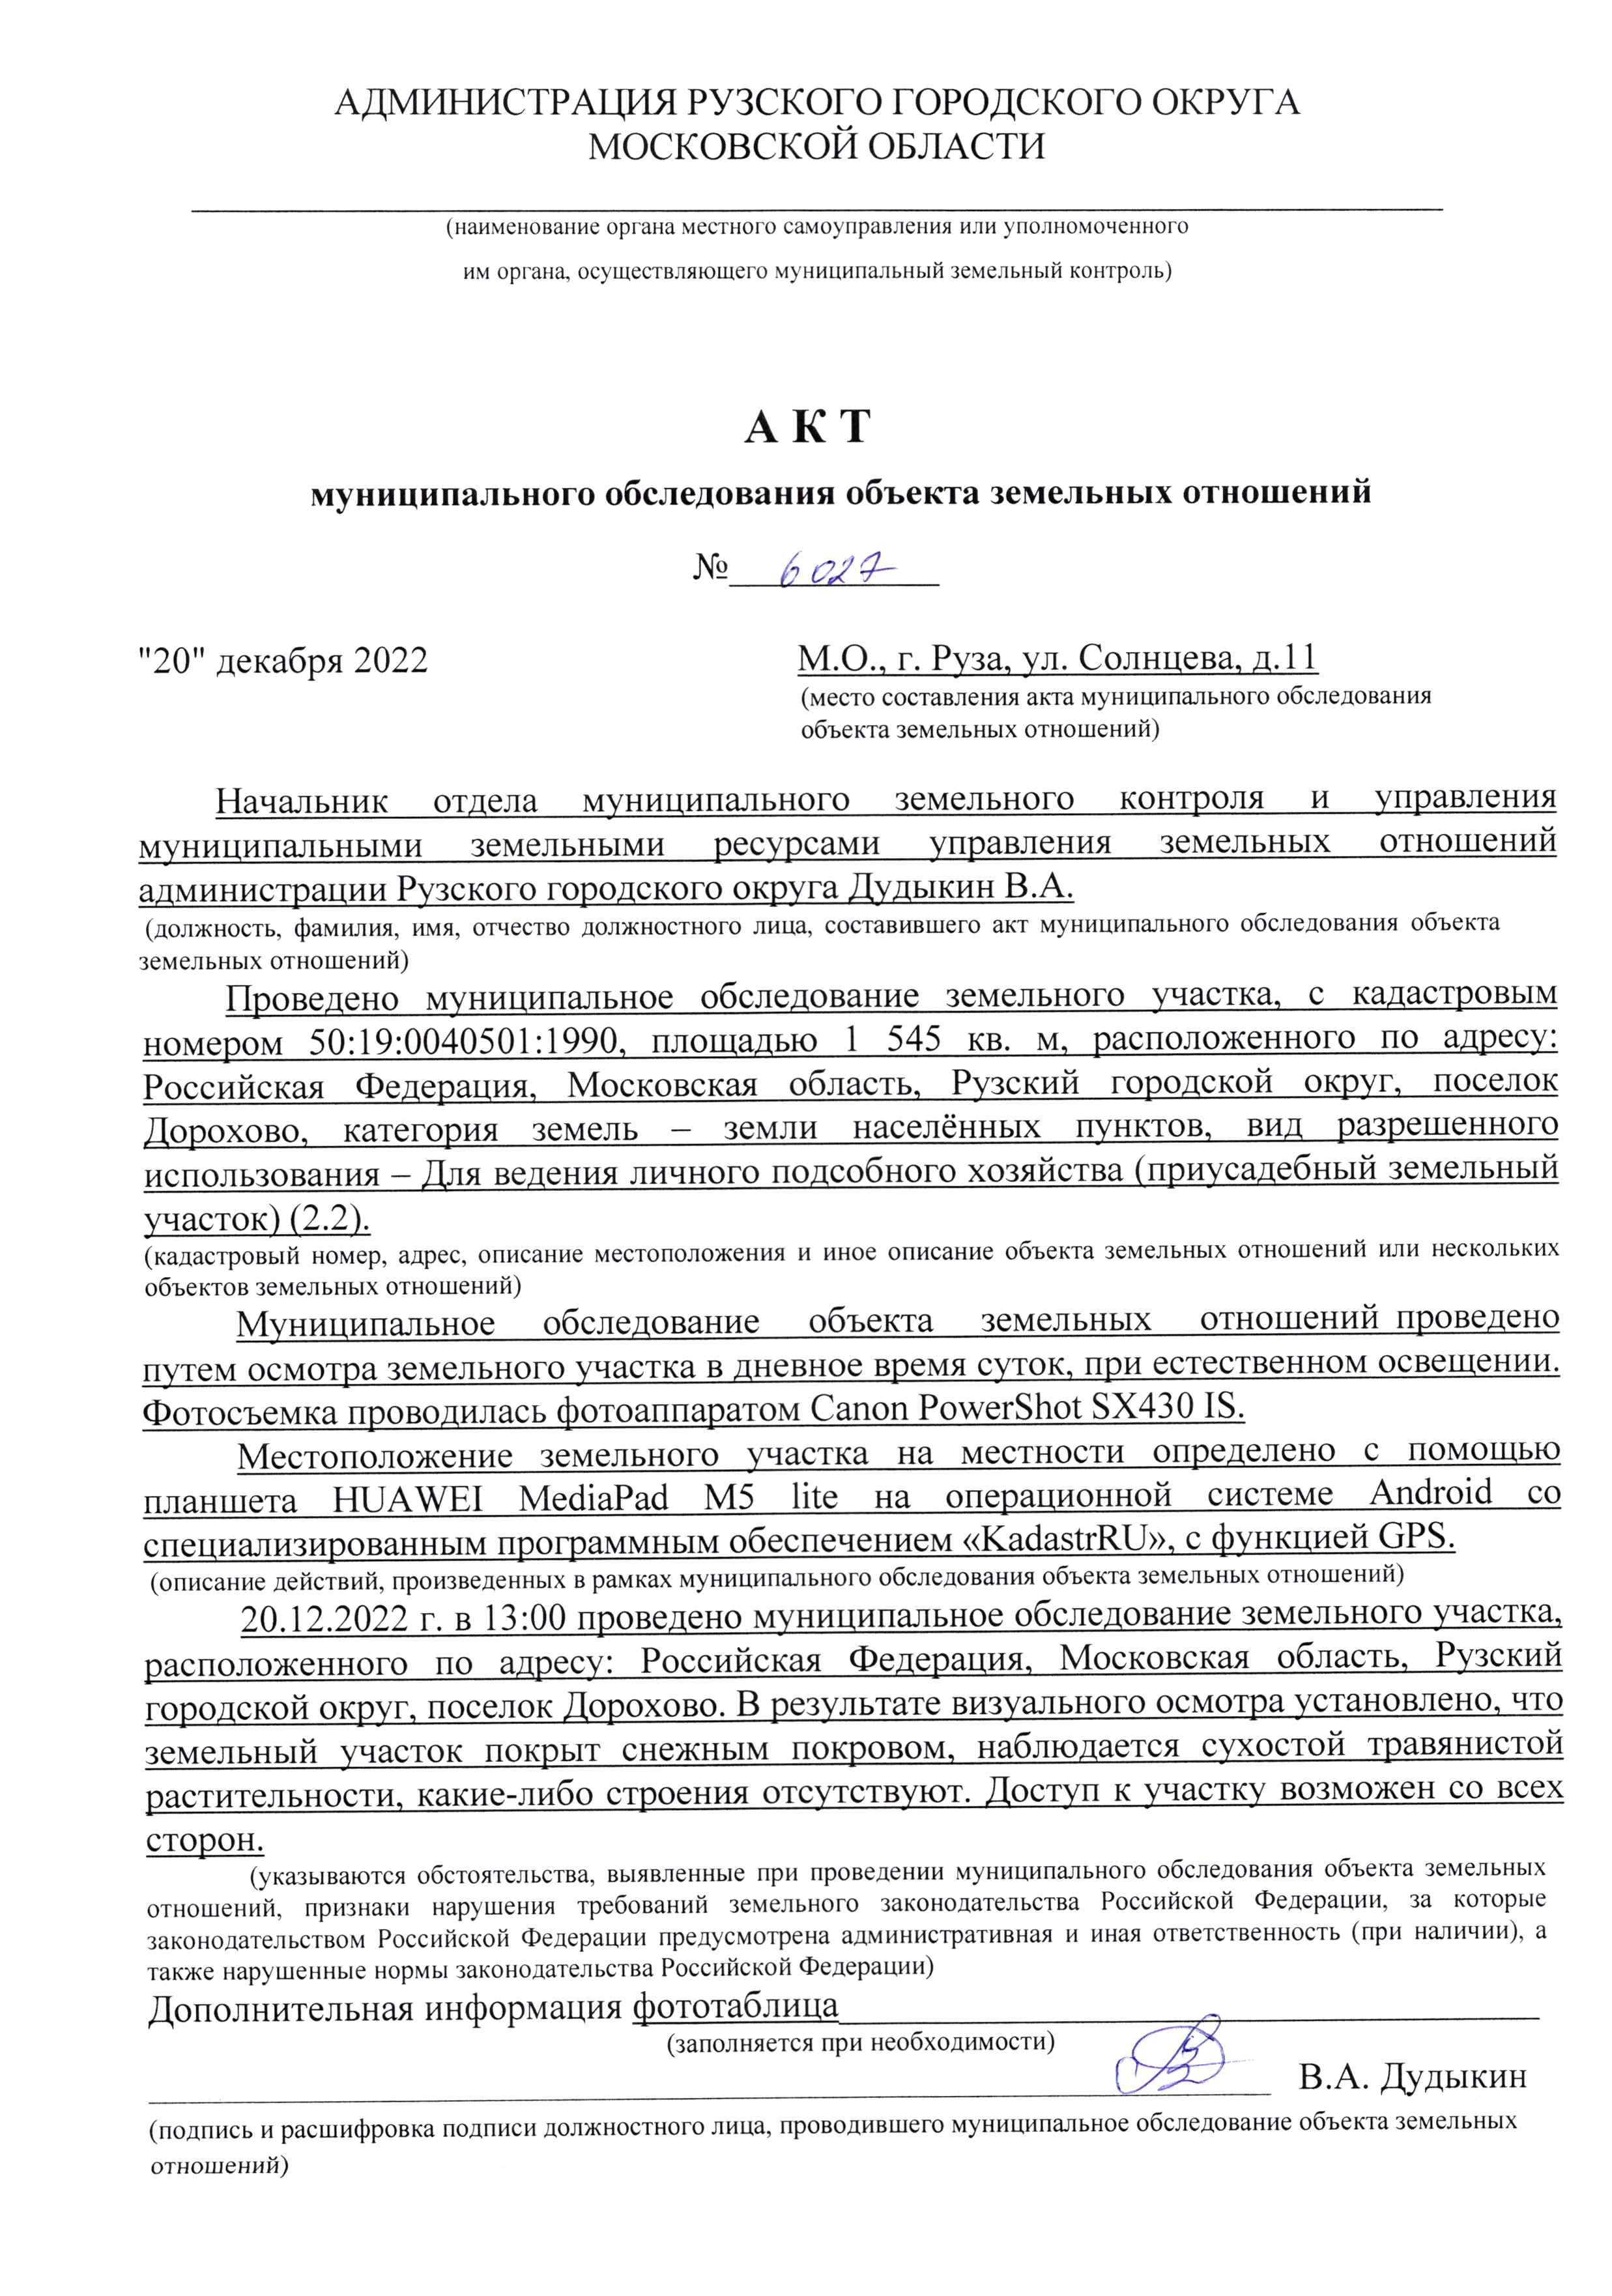 АДМИНИСТРАЦИЯ РУЗСКОГО ГОРОДСКОГО ОКРУГА
МОСКОВСКОЙ ОБЛАСТИ
(наименование органа местного самоуправления или уполномоченного
им органа, осуществляющего муниципальный земельный контроль)
А К Т
муниципального обследования объекта земельных отношений
№ 6027
"20" декабря 2022
М.О., г. Руза, ул. Солнцева, д.11
(место составления акта муниципального обследования
объекта земельных отношений)
Начальник отдела муниципального земельного контроля и управления
муниципальными земельными ресурсами управления земельных отношений
администрации Рузского городского округа Дудыкин В.А.
(должность, фамилия, имя, отчество должностного лица, составившего акт муниципального обследования объекта
земельных отношений)
Проведено муниципальное обследование земельного участка, с кадастровым
номером 50:19:0040501:1990, площадью 1 545 кв. м, расположенного по адресу:
Российская Федерация, Московская область, Рузский городской округ, поселок
Дорохово, категория земель – земли населённых пунктов, вид разрешенного
использования – Для ведения личного подсобного хозяйства (приусадебный земельный
участок) (2.2).
(кадастровый номер, адрес, описание местоположения и иное описание объекта земельных отношений или нескольких
объектов земельных отношений)
Муниципальное обследование объекта земельных отношений проведено
путем осмотра земельного участка в дневное время суток, при естественном освещении.
Фотосъемка проводилась фотоаппаратом Canon PowerShot SX430 IS.
Местоположение земельного участка на местности определено с помощью
планшета HUAWEI MediaPad M5 lite на операционной системе Android со
специализированным программным обеспечением «KadastrRU», с функцией GPS.
(описание действий, произведенных в рамках муниципального обследования объекта земельных отношений)
20.12.2022 г. в 13:00 проведено муниципальное обследование земельного участка,
расположенного по адресу: Российская Федерация, Московская область, Рузский
городской округ, поселок Дорохово. В результате визуального осмотра установлено, что
земельный участок покрыт снежным покровом, наблюдается сухостой травянистой
растительности, какие-либо строения отсутствуют. Доступ к участку возможен со всех
сторон.
(указываются обстоятельства, выявленные при проведении муниципального обследования объекта земельных
отношений, признаки нарушения требований земельного законодательства Российской Федерации, за которые
законодательством Российской Федерации предусмотрена административная и иная ответственность (при наличии), а
также нарушенные нормы законодательства Российской Федерации)
Дополнительная информация фототаблица
(заполняется при необходимости)
В.А. Дудыкин
(подпись и расшифровка подписи должностного лица, проводившего муниципальное обследование объекта земельных
отношений)